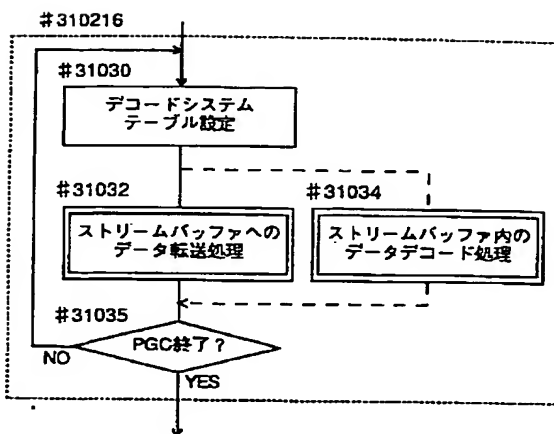 #310216
#31030
デコードシステム
テーブル設定
#31032
#31034
ストリームバッファへの
データ転送処理
ストリームバッファ内の
データデコード処理
#31035
PGC終了?
NO
YES